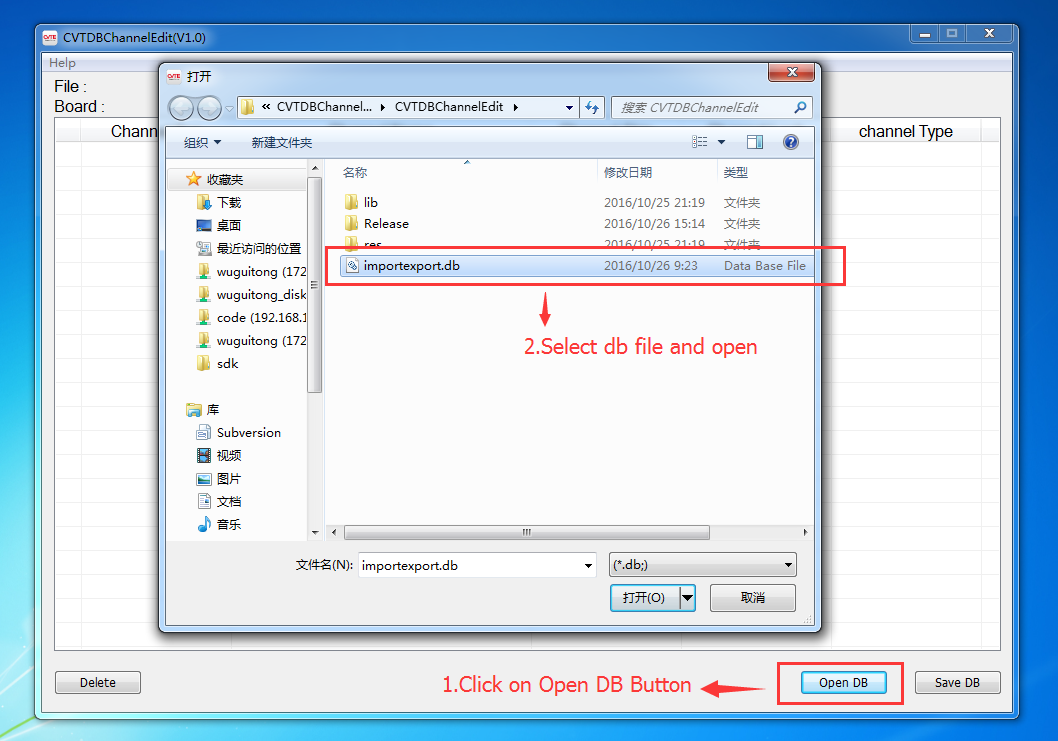 CVTDBChannelEdit(V1.0)
Help
File :
Board :
Chann
channel Type
打开
« CVTDBChannel... CVTDBChannelEdit
搜索 CVTDBChannelEdit
组织 新建文件夹
收藏夹
下载
桌面
最近访问的位置
wuguitong (172
wuguitong_disk
code (192.168.1
wuguitong (172
sdk
库
Subversion
视频
图片
文档
音乐
名称 修改日期 类型
lib 2016/10/25 21:19 文件夹
Release 2016/10/26 15:14 文件夹
res 2016/10/25 21:19 文件夹
importexport.db 2016/10/26 9:23 Data Base File
2.Select db file and open
文件名(N): importexport.db (*.db;)
打开(O) 取消
Delete
1.Click on Open DB Button
Open DB
Save DB